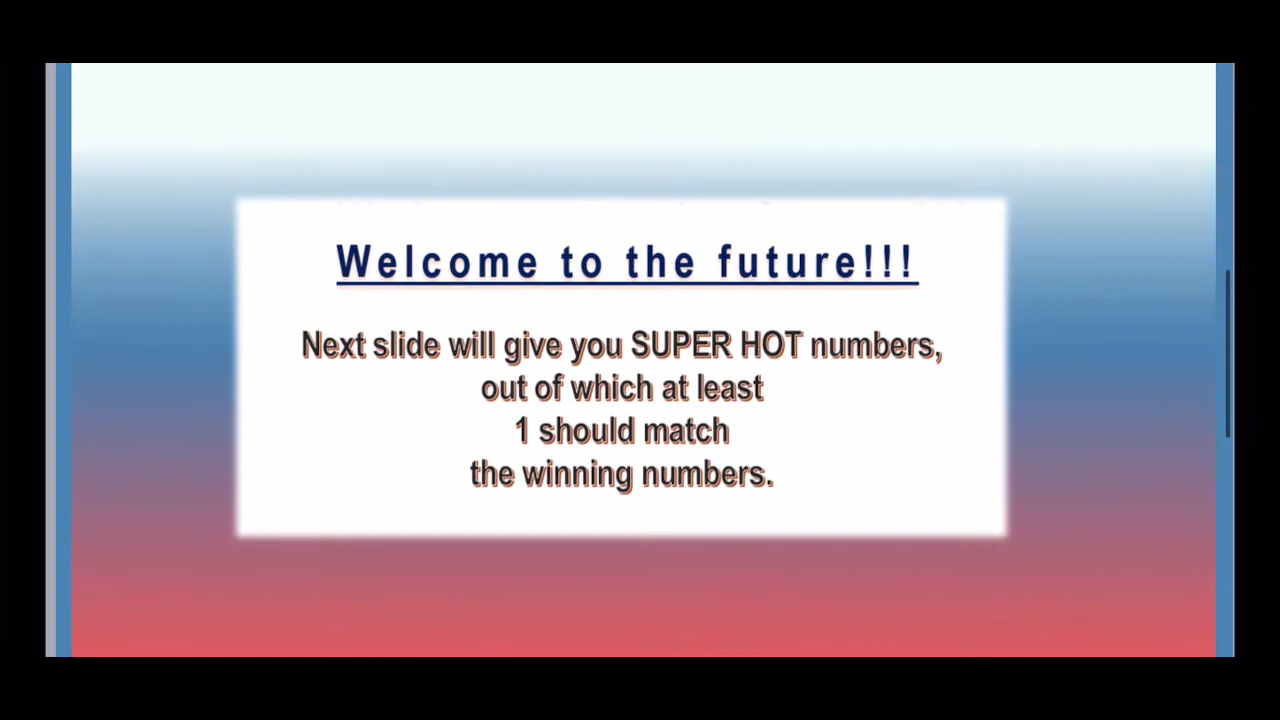 Welcome to the future!!!
Next slide will give you SUPER HOT numbers,
out of which at least
1 should match
the winning numbers.